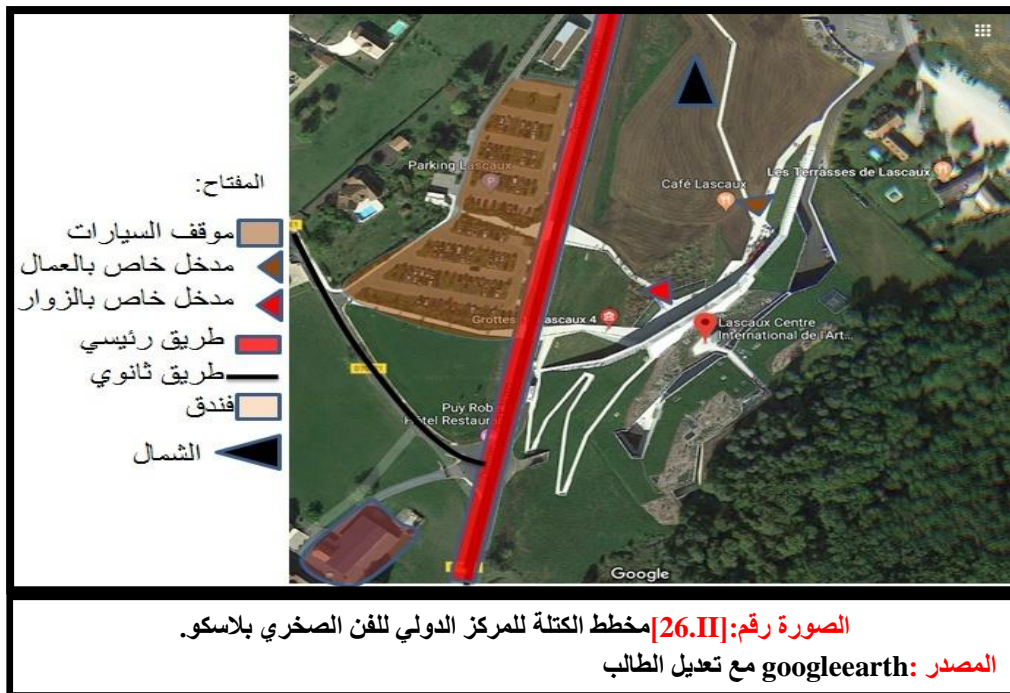 المفتاح:
موقف السيارات
مدخل خاص بالعمال
مدخل خاص بالزوار
طريق رئيسي
طريق ثانوي
فندق
الشمال
Parking Lascaux
P
Café Lascaux
Les Terrasses de Lascaux
Grottes ascaux 4
Lascaux Centre
International de l'Art...
Puy Rob
Hôtel Restaura
Google
الصورة رقم:[26.II]مخطط الكتلة للمركز الدولي للفن الصخري بلاسكو.
المصدر :googleearth مع تعديل الطالب